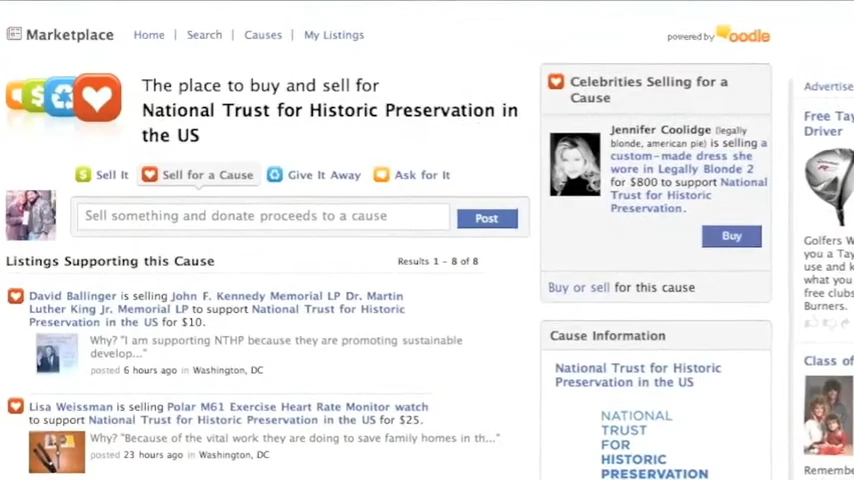 Marketplace
Home | Search | Causes | My Listings
powered by oodle
The place to buy and sell for
National Trust for Historic Preservation in
the US
Sell It
Sell for a Cause
Give It Away
Ask for It
Sell something and donate proceeds to a cause
Post
Listings Supporting this Cause
Results 1 - 8 of 8
David Ballinger is selling John F. Kennedy Memorial LP Dr. Martin
Luther King Jr. Memorial LP to support National Trust for Historic
Preservation in the US for $10.
Why? "I am supporting NTHP because they are promoting sustainable
develop..."
posted 6 hours ago in Washington, DC
Lisa Weissman is selling Polar M61 Exercise Heart Rate Monitor watch
to support National Trust for Historic Preservation in the US for $25.
Why? "Because of the vital work they are doing to save family homes in th..."
posted 23 hours ago in Washington, DC
Celebrities Selling for a
Cause
Jennifer Coolidge (legally
blonde, american pie) is selling a
custom-made dress she
wore in Legally Blonde 2
for $800 to support National
Trust for Historic
Preservation.
Buy
Buy or sell for this cause
Cause Information
National Trust for Historic
Preservation in the US
NATIONAL
TRUST
FOR
HISTORIC
PRESERVATION
Advertise
Free Tay
Driver
Golfers W
you a Tay
use and k
what you
free clubs
Burners.
Class of
Remembe